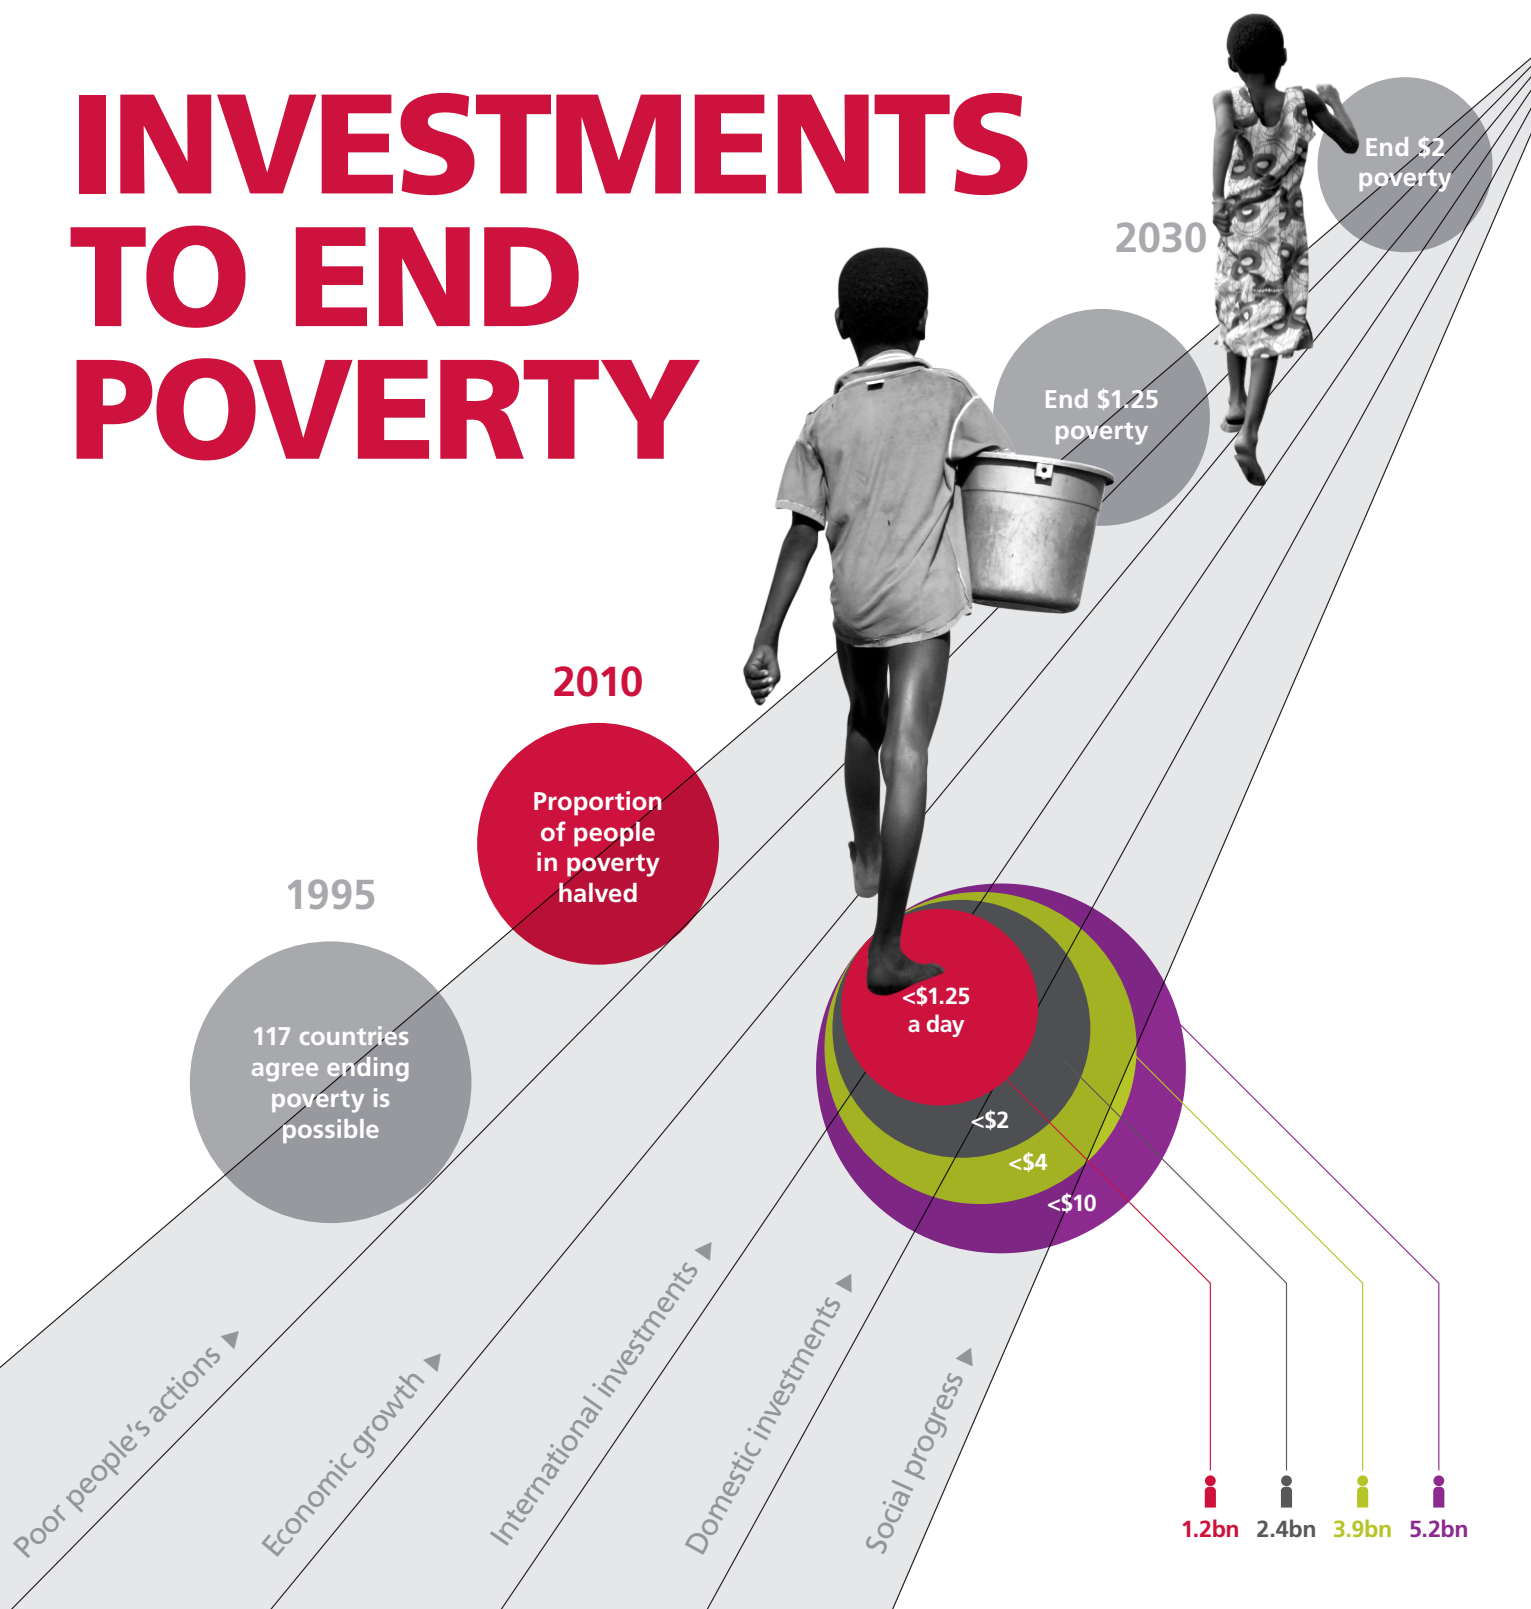 INVESTMENTS
TO END
POVERTY
End $2
poverty
2030
End $1.25
poverty
2010
Proportion
of people
in poverty
halved
1995
117 countries
agree ending
poverty is
possible
<$1.25
a day
<$2
<$4
<$10
Poor people's actions
Economic growth
International investments
Domestic investments
Social progress
1.2bn 2.4bn 3.9bn 5.2bn